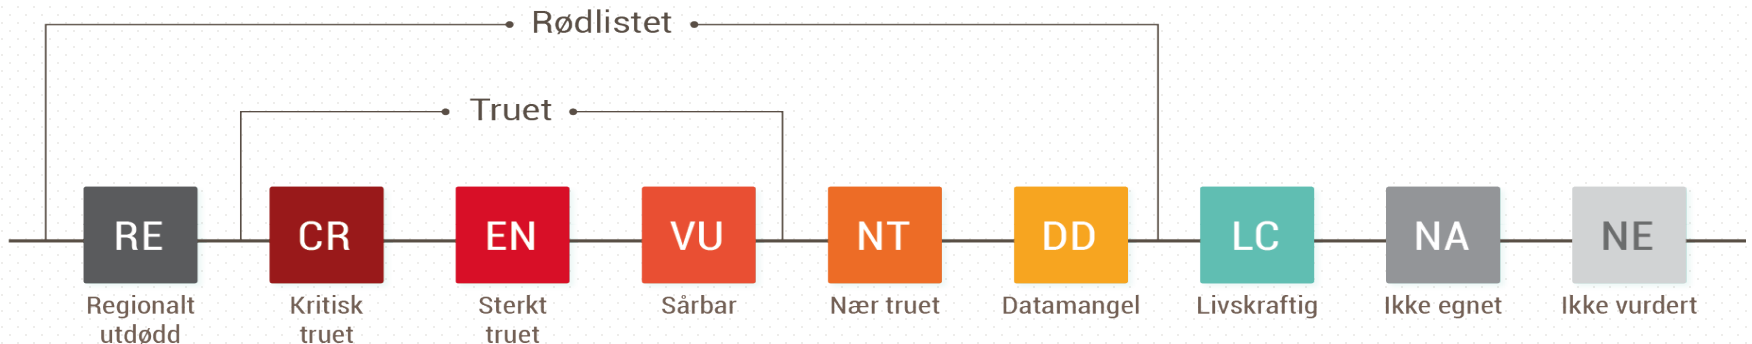 Rødlistet
Truet
RE
CR
EN
VU
NT
DD
LC
NA
NE
Regionalt
utdødd
Kritisk
truet
Sterkt
truet
Sårbar
Nær truet
Datamangel
Livskraftig
Ikke egnet
Ikke vurdert